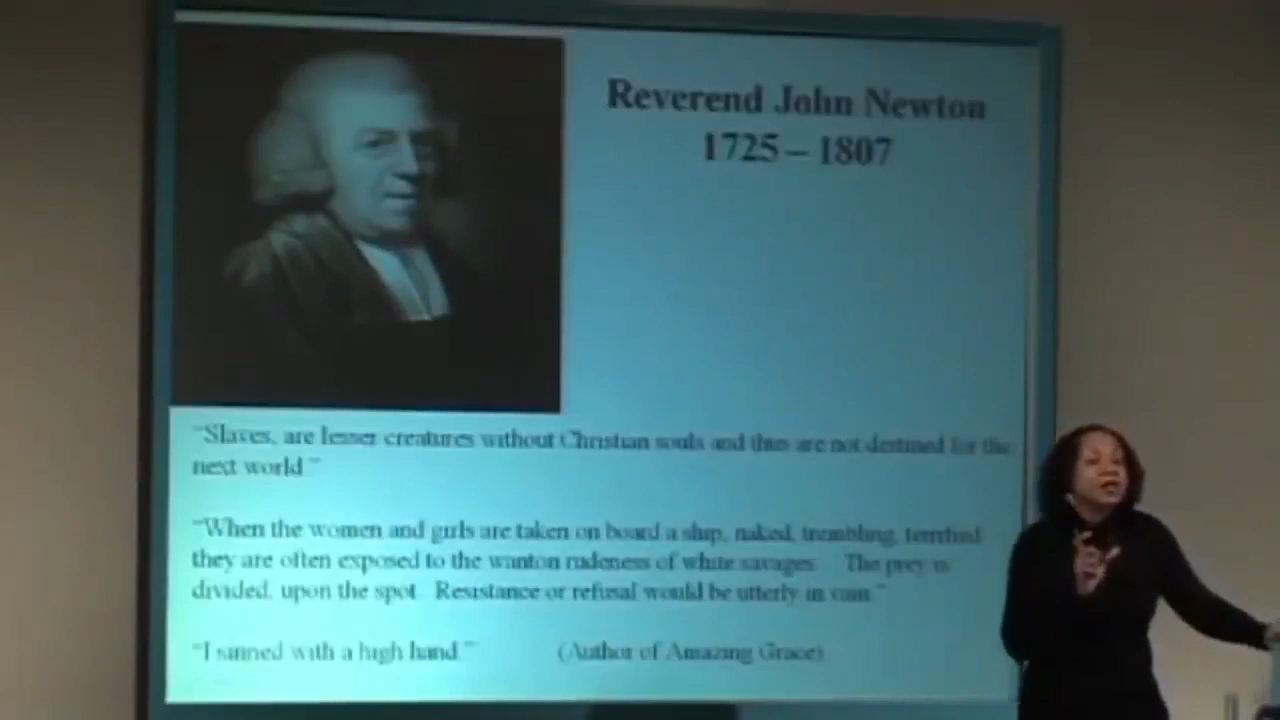 Reverend John Newton
1725 – 1807
"Slaves, are lesser creatures without Christian souls and thus are not destined for the
next world."
"When the women and girls are taken on board a ship, naked, trembling, terrified
they are often exposed to the wanton rudeness of white savages. The prey is
divided, upon the spot. Resistance or refusal would be utterly in vain."
"I sinned with a high hand." (Author of Amazing Grace)